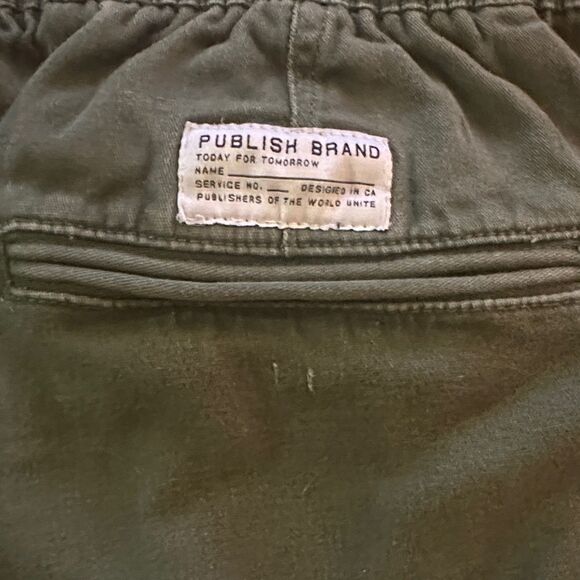 PUBLISH BRAND
TODAY FOR TOMORROW
NAME
SERVICE NO. DESIGNED IN CA
PUBLISHERS OF THE WORLD UNITE